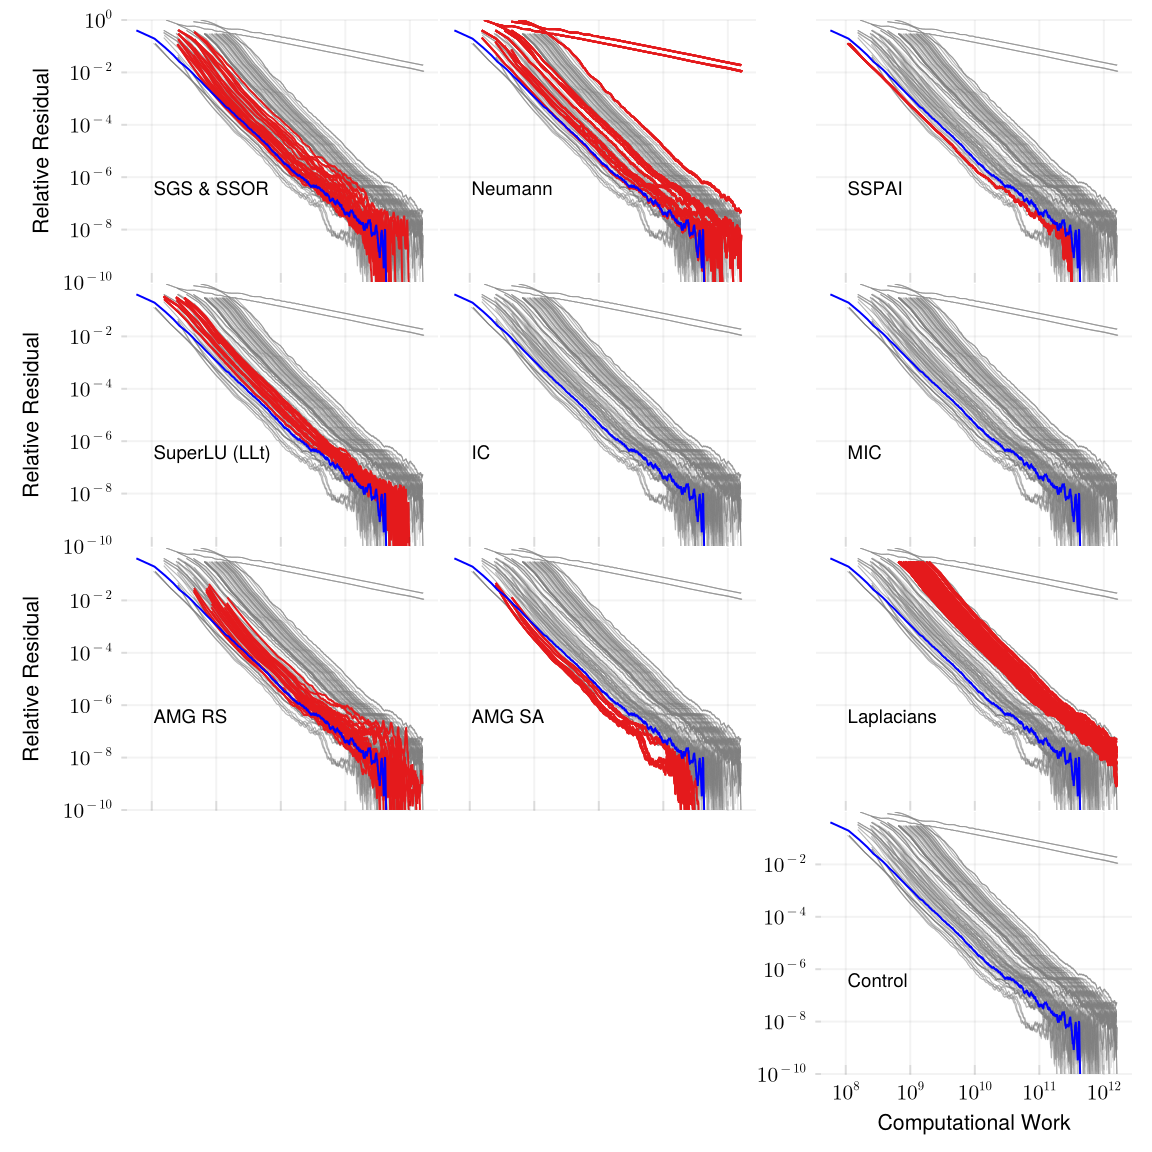 10^0
10^−2
10^−4
10^−6
10^−8
10^−10
Relative Residual
SGS & SSOR
Neumann
SSPAI
10^−2
10^−4
10^−6
10^−8
10^−10
Relative Residual
SuperLU (LLt)
IC
MIC
10^−2
10^−4
10^−6
10^−8
10^−10
Relative Residual
AMG RS
AMG SA
Laplacians
10^−2
10^−4
10^−6
10^−8
10^−10
Control
10^8 10^9 10^10 10^11 10^12
Computational Work